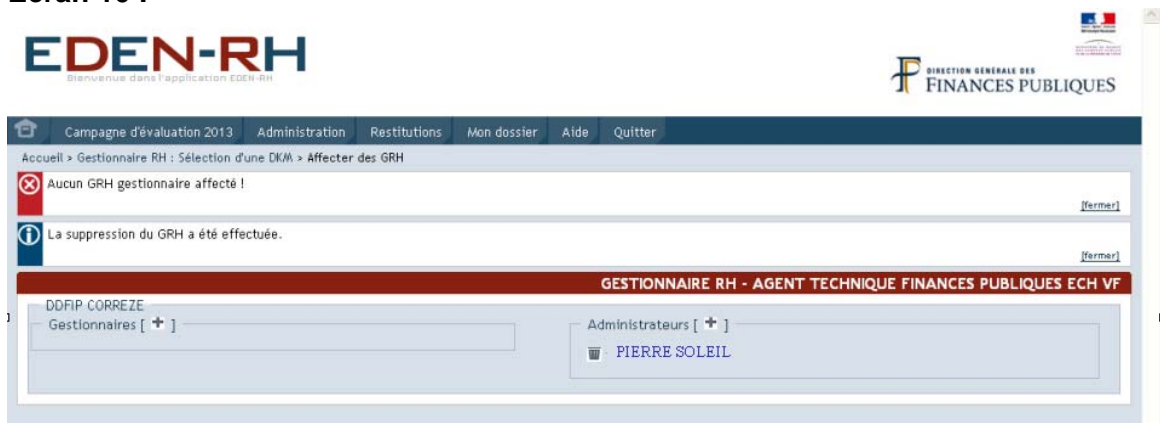 Ecran 10 :
EDEN-RH
Bienvenue dans l'application EDEN-RH
DIRECTION GÉNÉRALE DES
FINANCES PUBLIQUES
Campagne d'évaluation 2013 Administration Restitutions Mon dossier Aide Quitter
Accueil > Gestionnaire RH : Sélection d'une DKM > Affecter des GRH
Aucun GRH gestionnaire affecté !
[fermer]
La suppression du GRH a été effectuée.
[fermer]
GESTIONNAIRE RH - AGENT TECHNIQUE FINANCES PUBLIQUES ECH VF
DDFIP CORREZE
Gestionnaires [ + ]
Administrateurs [ + ]
PIERRE SOLEIL